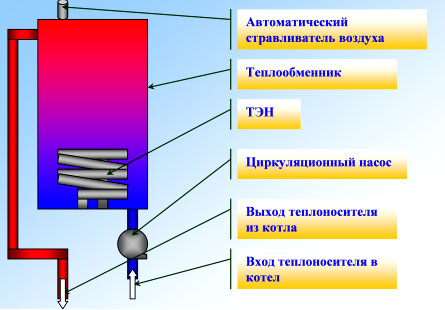 Автоматический
стравливатель воздуха
Теплообменник
ТЭН
Циркуляционный насос
Выход теплоносителя
из котла
Вход теплоносителя в
котел